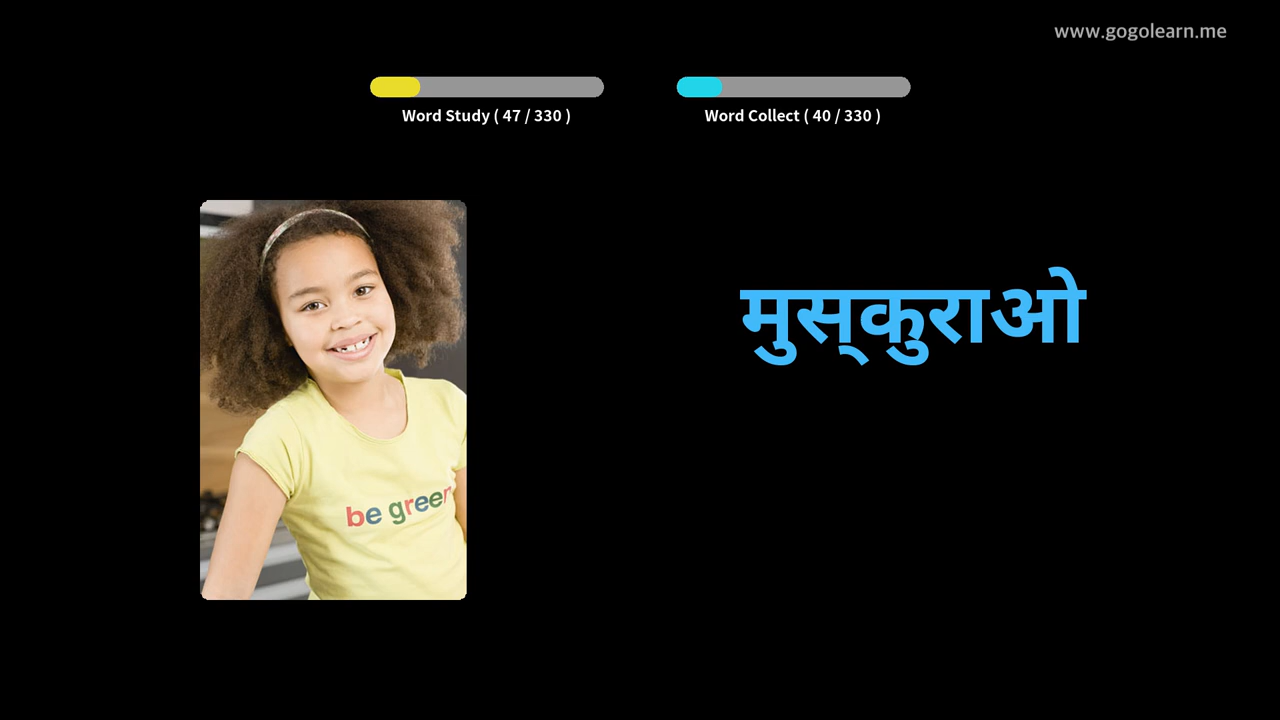 www.gogolearn.me
Word Study ( 47 / 330 )
Word Collect ( 40 / 330 )
मुस्कुराओ
be green